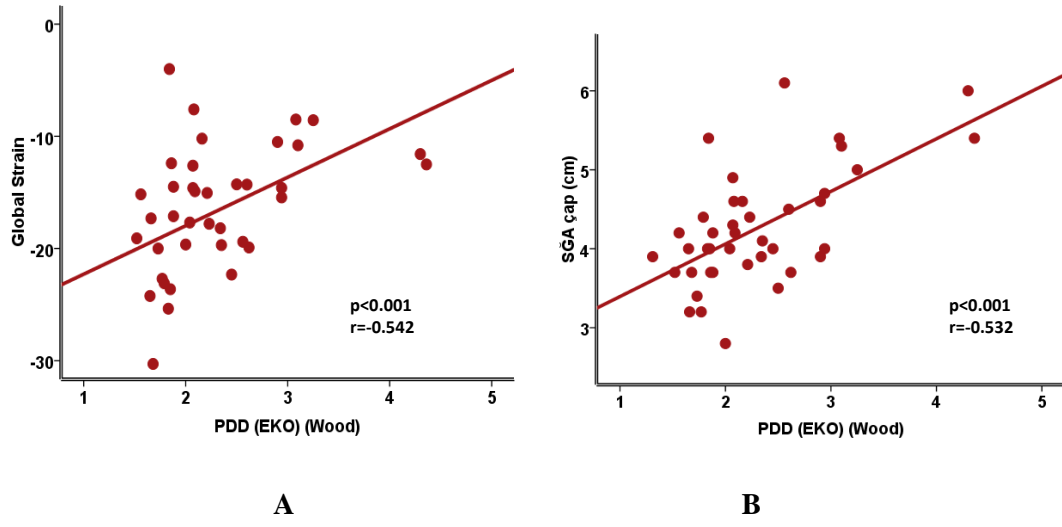 0
-10
-20
-30
Global Strain
p<0.001
r=-0.542
1 2 3 4 5
PDD (EKO) (Wood)
A
6
5
4
3
SĞA çap (cm)
p<0.001
r=-0.532
1 2 3 4 5
PDD (EKO) (Wood)
B